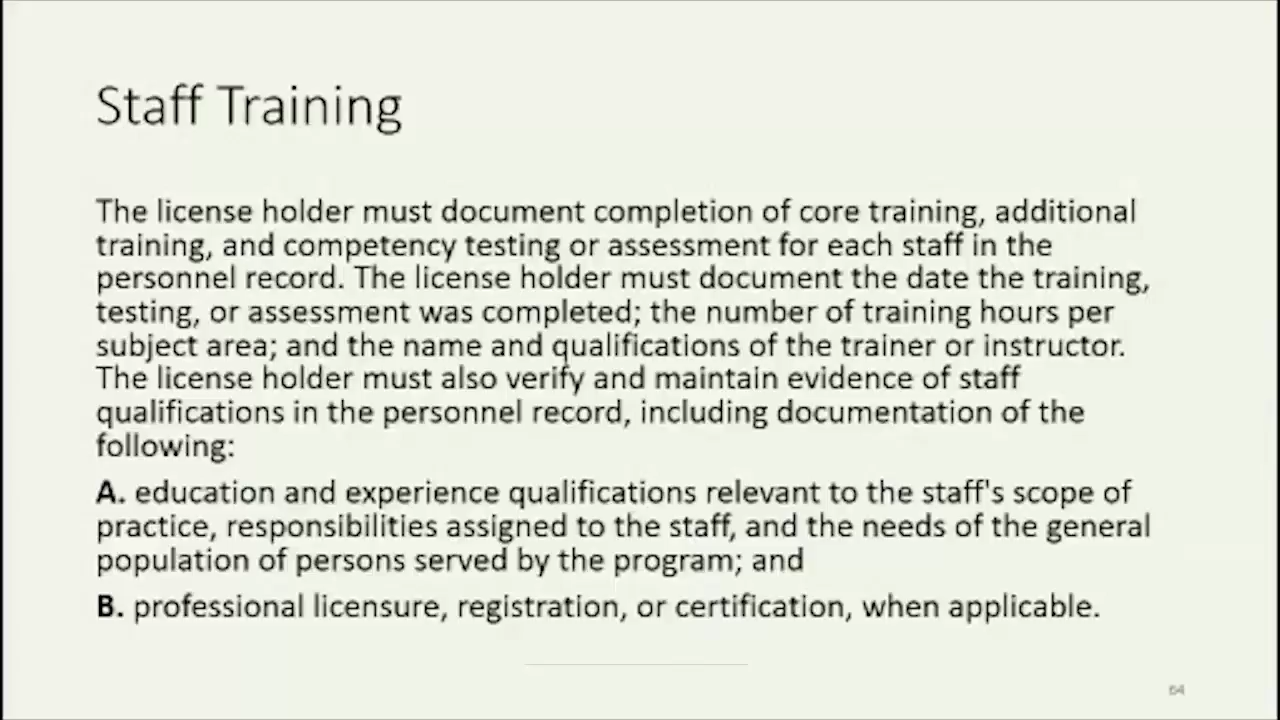 Staff Training
The license holder must document completion of core training, additional
training, and competency testing or assessment for each staff in the
personnel record. The license holder must document the date the training,
testing, or assessment was completed; the number of training hours per
subject area; and the name and qualifications of the trainer or instructor.
The license holder must also verify and maintain evidence of staff
qualifications in the personnel record, including documentation of the
following:
A. education and experience qualifications relevant to the staff's scope of
practice, responsibilities assigned to the staff, and the needs of the general
population of persons served by the program; and
B. professional licensure, registration, or certification, when applicable.
64